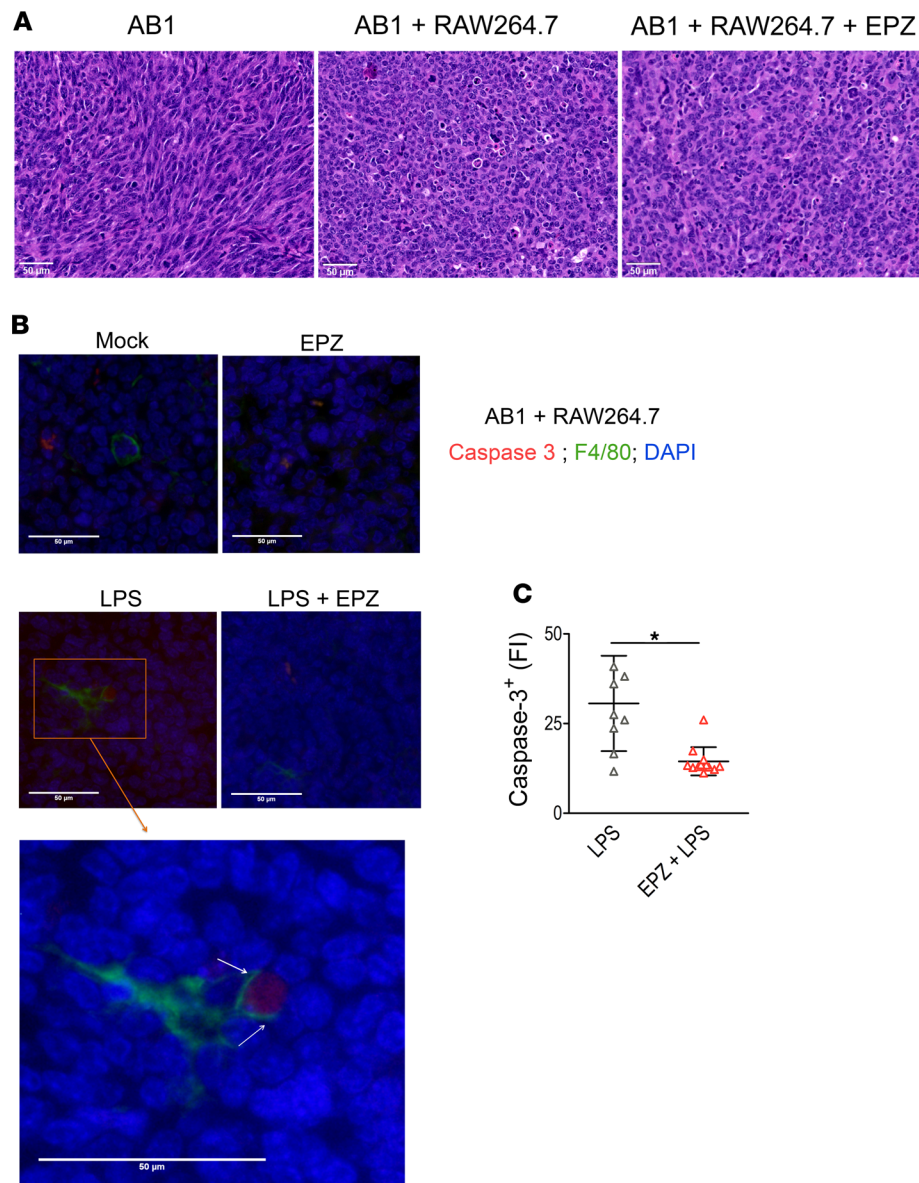 A
AB1
AB1 + RAW264.7
AB1 + RAW264.7 + EPZ
50 µm
50 µm
50 µm
B
Mock
EPZ
50 µm
50 µm
AB1 + RAW264.7
Caspase 3 ; F4/80; DAPI
LPS
LPS + EPZ
50 µm
50 µm
50 µm
C
*
Caspase-3⁺ (FI)
50
25
0
LPS
EPZ + LPS